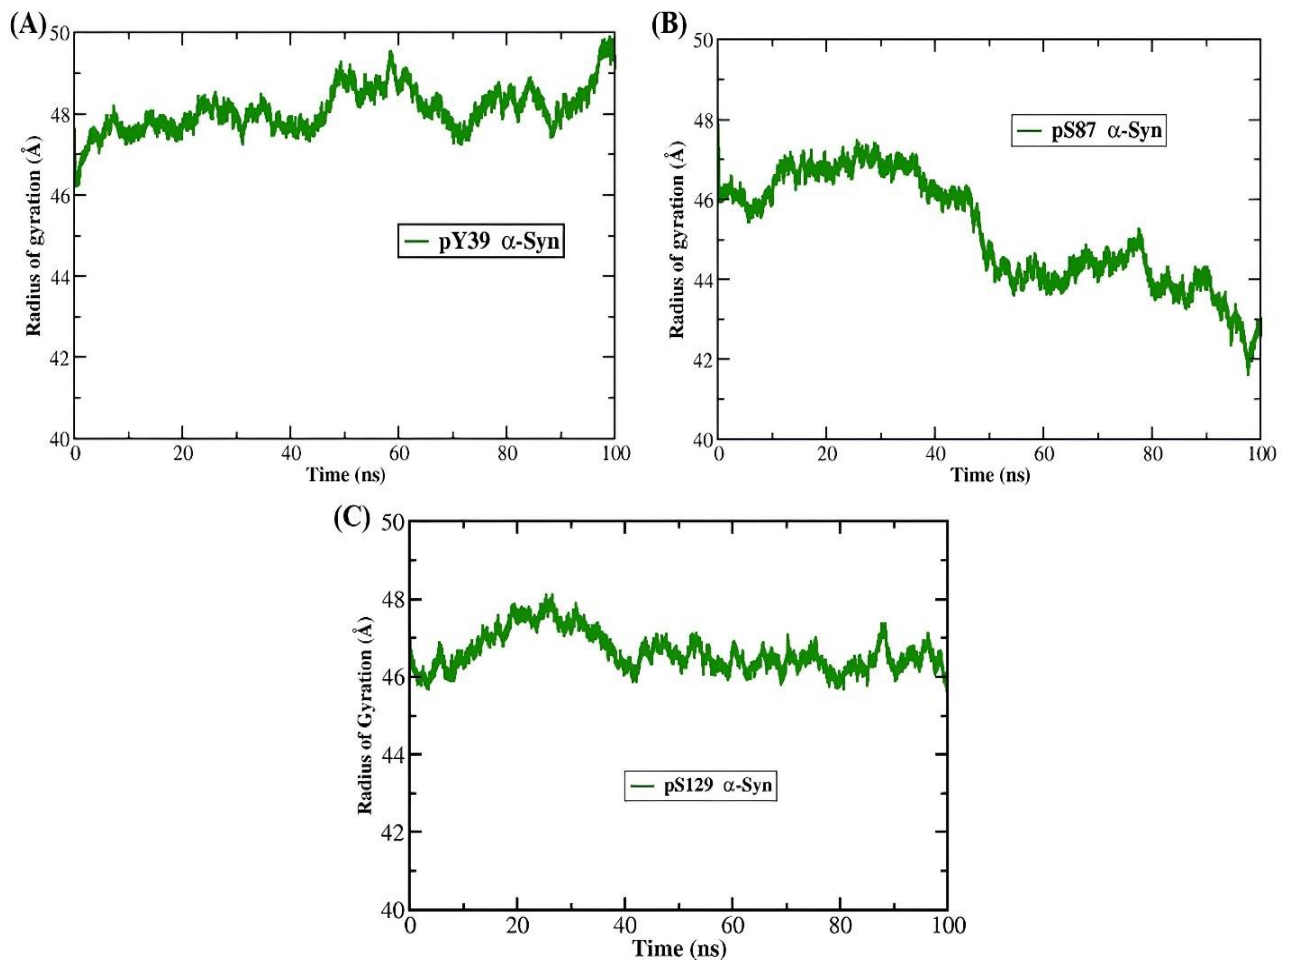 (A)
50
48
46
44
42
40
Radius of gyration (Å)
pY39 α-Syn
0 20 40 60 80 100
Time (ns)
(B)
50
48
46
44
42
40
Radius of gyration (Å)
pS87 α-Syn
0 20 40 60 80 100
Time (ns)
(C)
50
48
46
44
42
40
Radius of Gyration (Å)
pS129 α-Syn
0 20 40 60 80 100
Time (ns)